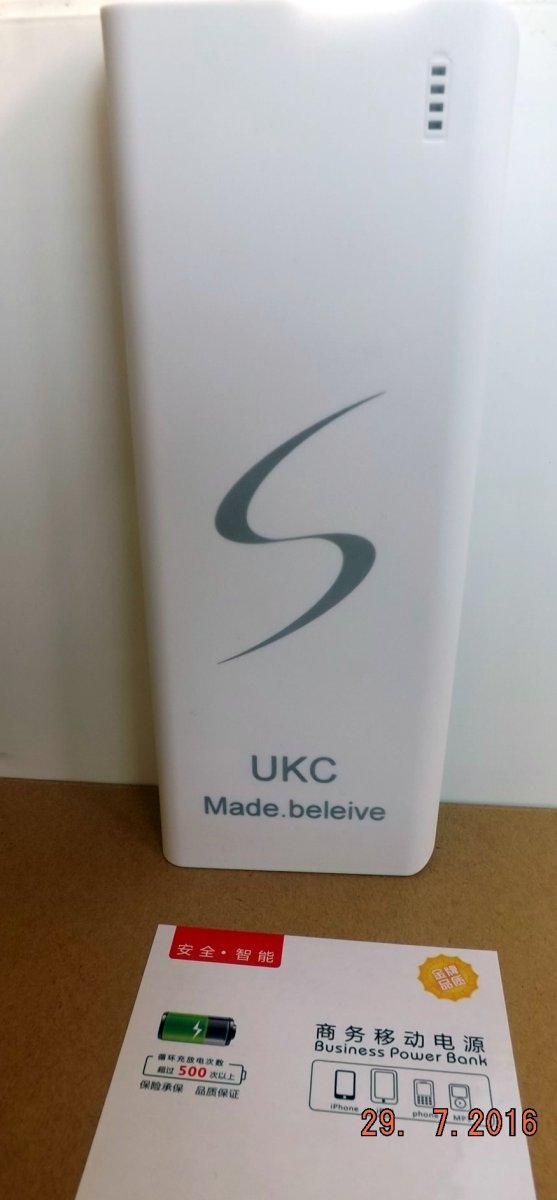 UKC
Made.beleive
安全·智能
金牌
品质
循环充放电次数
超过 500 次以上
保险承保 品质保证
商务移动电源
Business Power Bank
iPhone
phone
29. 7.2016